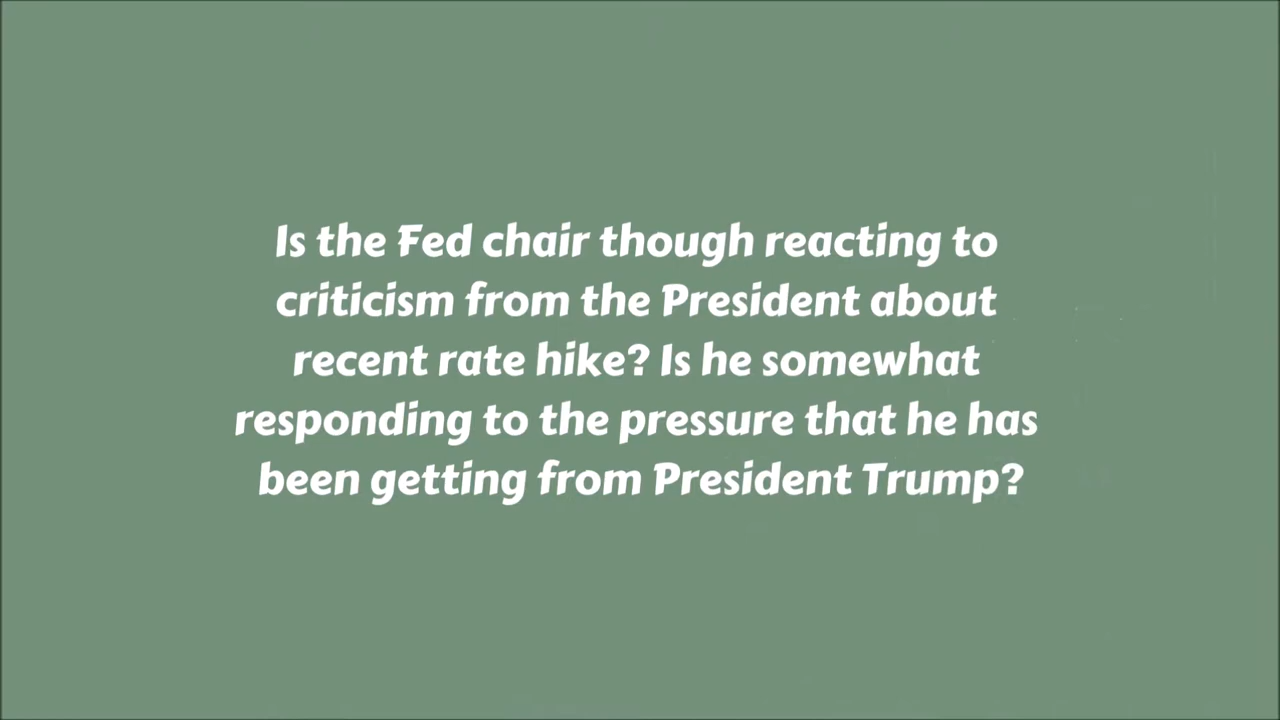 Is the Fed chair though reacting to
criticism from the President about
recent rate hike? Is he somewhat
responding to the pressure that he has
been getting from President Trump?